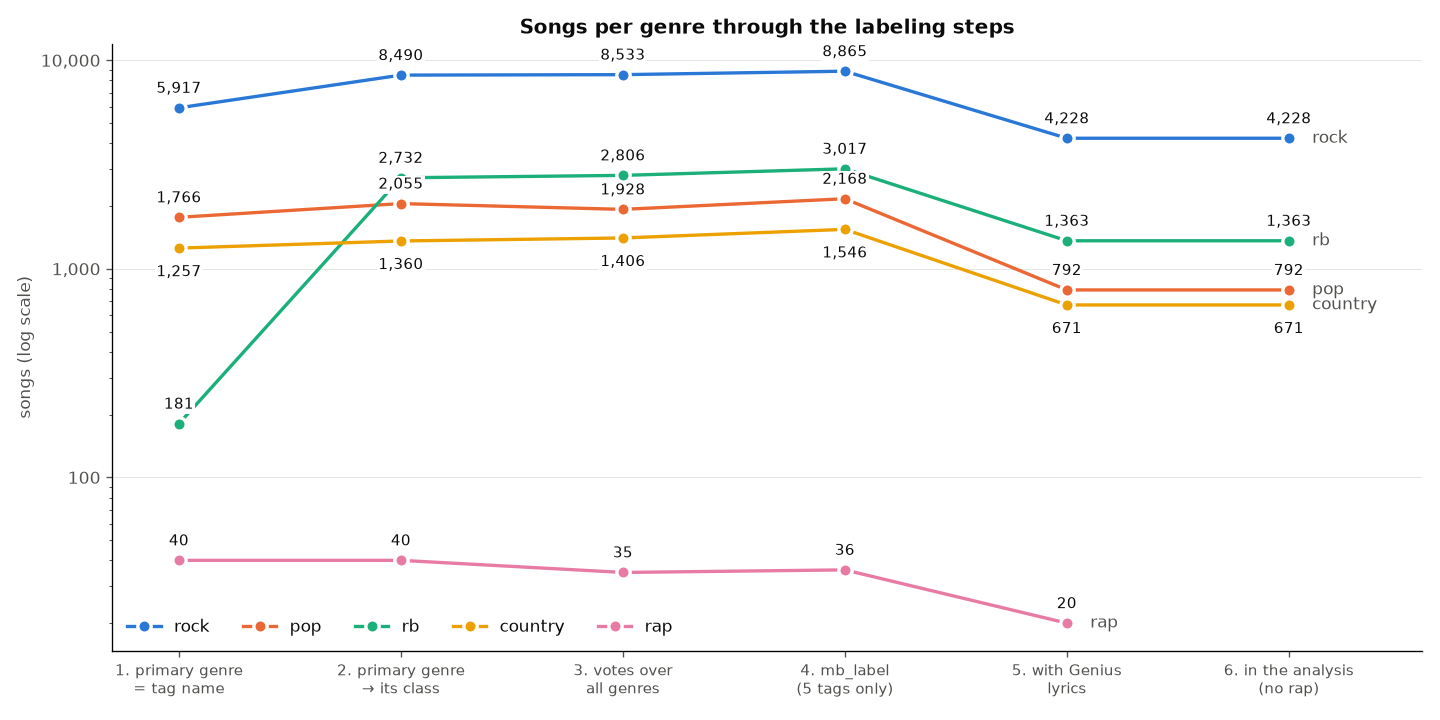 Songs per genre through the labeling steps
songs (log scale)
10,000
1,000
100
5,917
8,490
8,533
8,865
4,228
4,228
rock
2,732
2,806
3,017
1,363
1,363
rb
1,766
2,055
1,928
2,168
792
792
pop
1,257
1,360
1,406
1,546
671
671
country
181
40
40
35
36
20
rap
rock pop rb country rap
1. primary genre
= tag name
2. primary genre
→ its class
3. votes over
all genres
4. mb_label
(5 tags only)
5. with Genius
lyrics
6. in the analysis
(no rap)